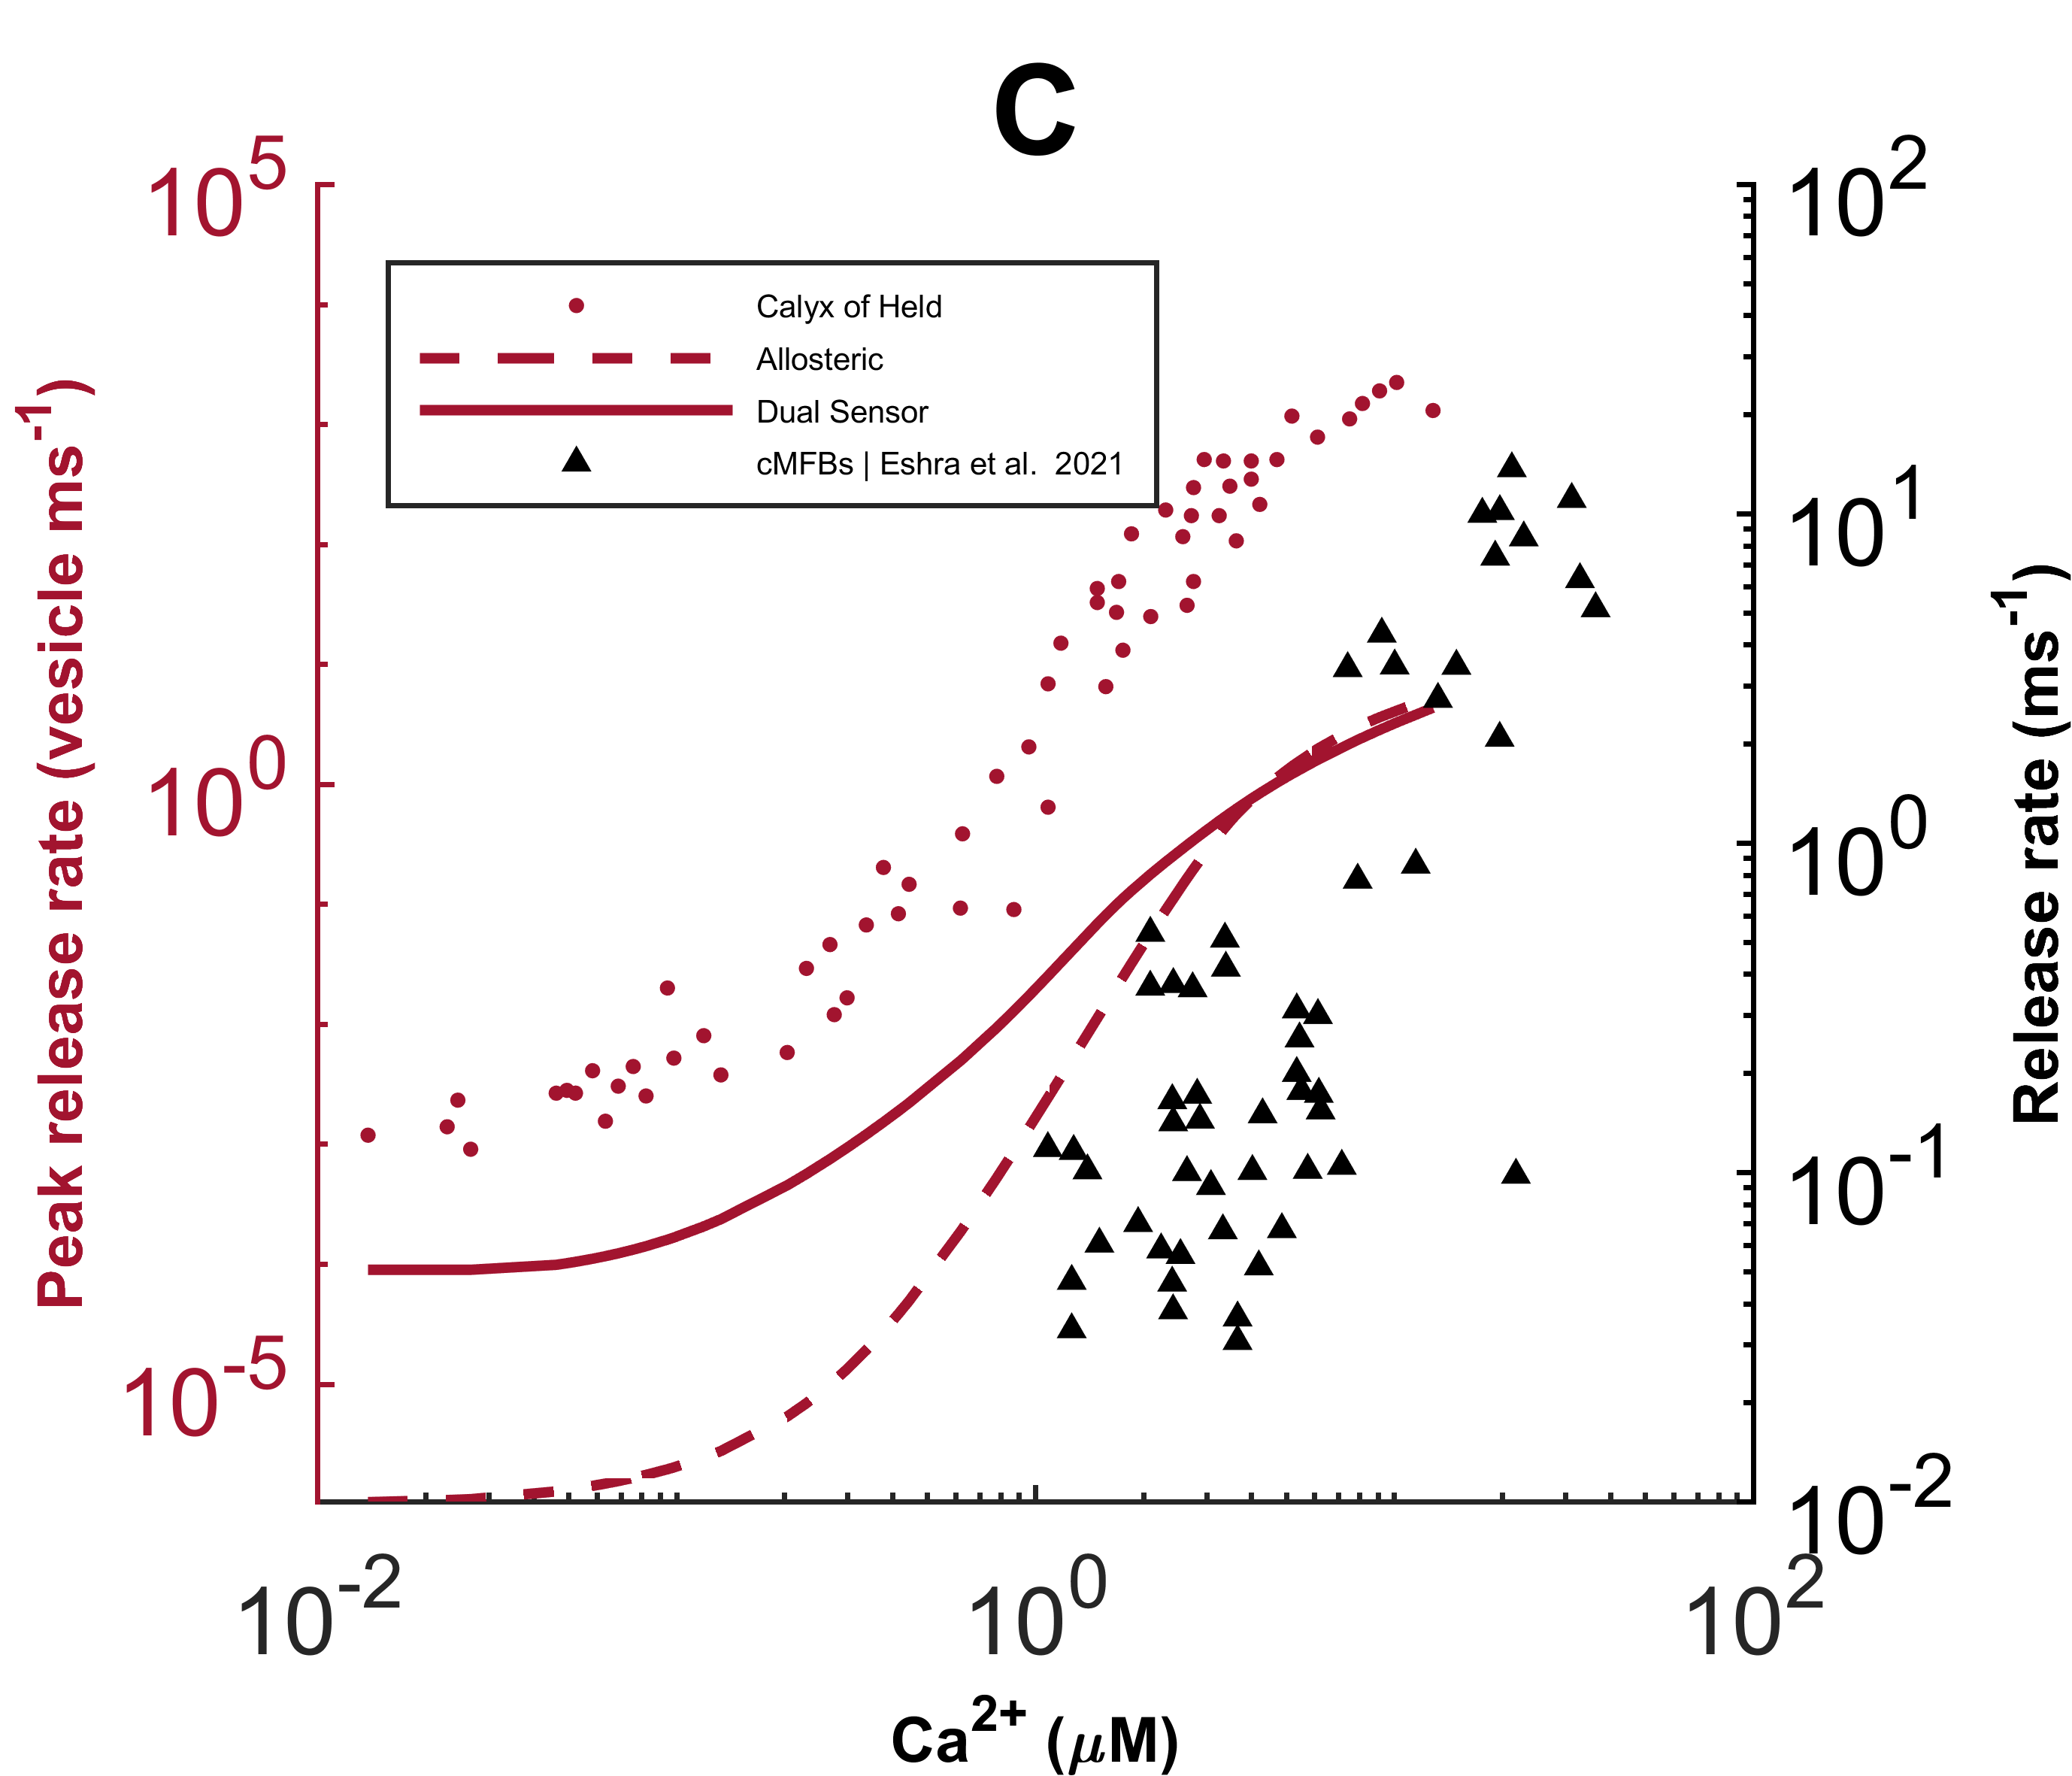 C
10^5
10^0
10^-5
Peak release rate (vesicle ms^-1)
Calyx of Held
Allosteric
Dual Sensor
cMFBs | Eshra et al. 2021
10^2
10^1
10^0
10^-1
10^-2
Release rate (ms^-1)
10^-2
10^0
10^2
Ca^2+ (μM)